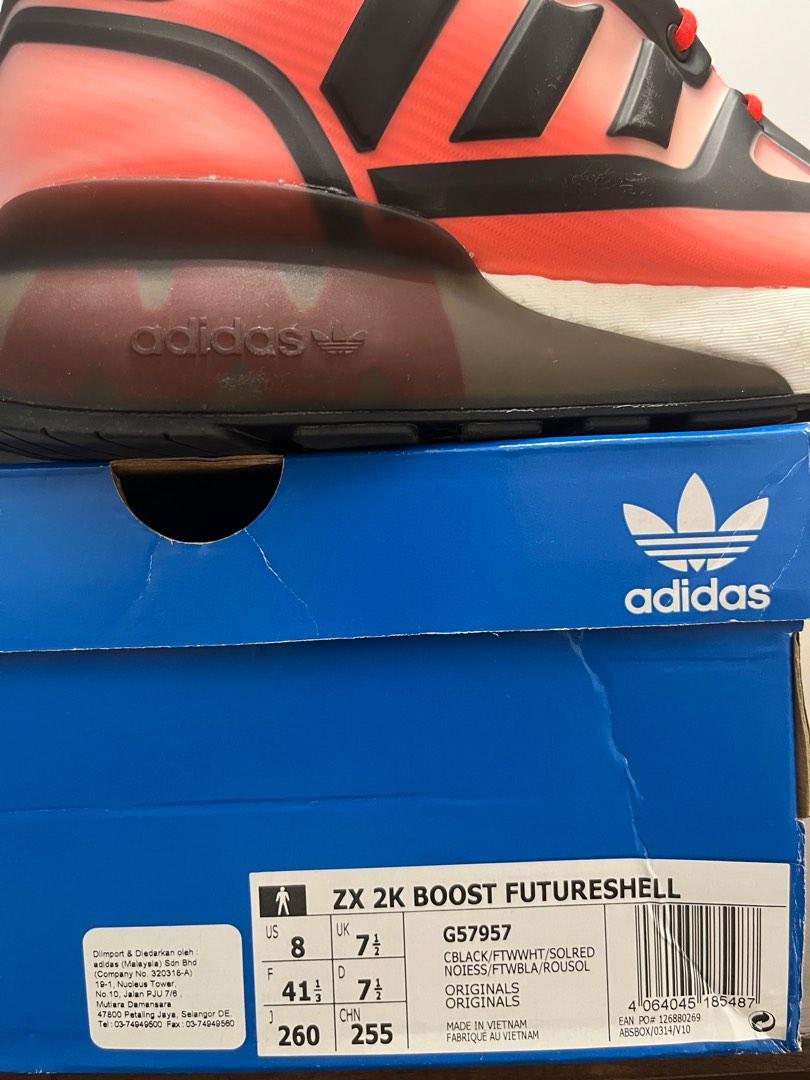 adidas
adidas
ZX 2K BOOST FUTURESHELL
US
8
UK
7½
F
41⅓
D
7½
J
260
CHN
255
G57957
CBLACK/FTWWHT/SOLRED
NOIESS/FTWBLA/ROUSOL
ORIGINALS
ORIGINALS
MADE IN VIETNAM
FABRIQUE AU VIETNAM
4 064045 185487
EAN PO# 126880269
ABSBOX/0314/V10
Diimport & Diedarkan oleh :
adidas (Malaysia) Sdn Bhd
(Company No. 320316-A)
19-1, Nucleus Tower,
No.10, Jalan PJU 7/6 ,
Mutiara Damansara
47800 Petaling Jaya, Selangor DE.
Tel : 03-74949500 Fax : 03-74949560